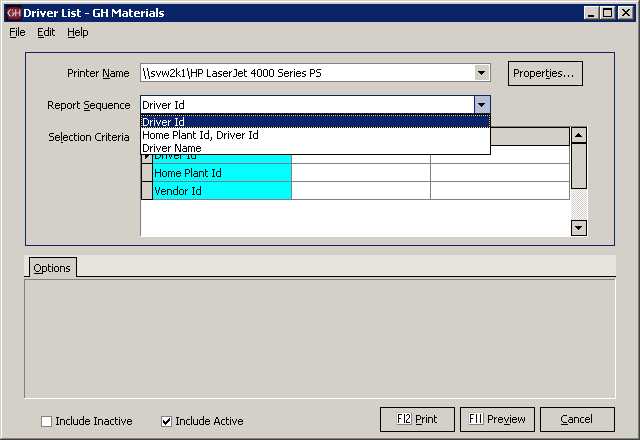 GH Driver List - GH Materials
File Edit Help
Printer Name \\svw2k1\HP LaserJet 4000 Series PS Properties...
Report Sequence Driver Id
Driver Id
Home Plant Id, Driver Id
Driver Name
Selection Criteria
Driver Id
Home Plant Id
Vendor Id
Options
Include Inactive Include Active F12 Print F11 Preview Cancel